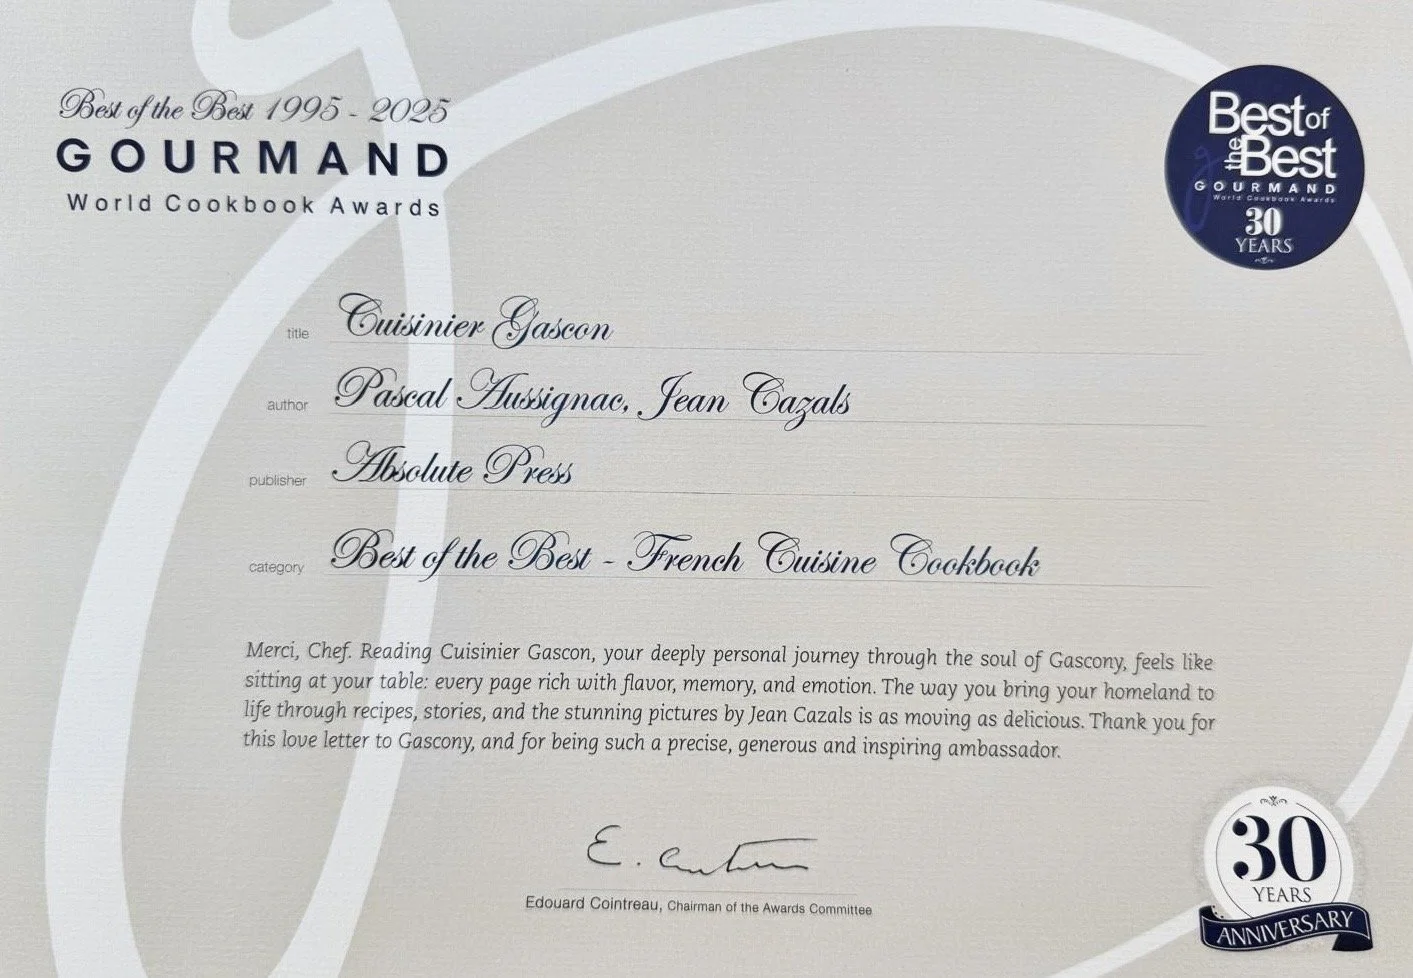 Best of the Best 1995 - 2025
GOURMAND
World Cookbook Awards
Best of
the Best
GOURMAND
World Cookbook Awards
30
YEARS
title Cuisinier Gascon
author Pascal Aussignac, Jean Cazals
publisher Absolute Press
category Best of the Best - French Cuisine Cookbook
Merci, Chef. Reading Cuisinier Gascon, your deeply personal journey through the soul of Gascony, feels like
sitting at your table: every page rich with flavor, memory, and emotion. The way you bring your homeland to
life through recipes, stories, and the stunning pictures by Jean Cazals is as moving as delicious. Thank you for
this love letter to Gascony, and for being such a precise, generous and inspiring ambassador.
Edouard Cointreau, Chairman of the Awards Committee
30
YEARS
ANNIVERSARY